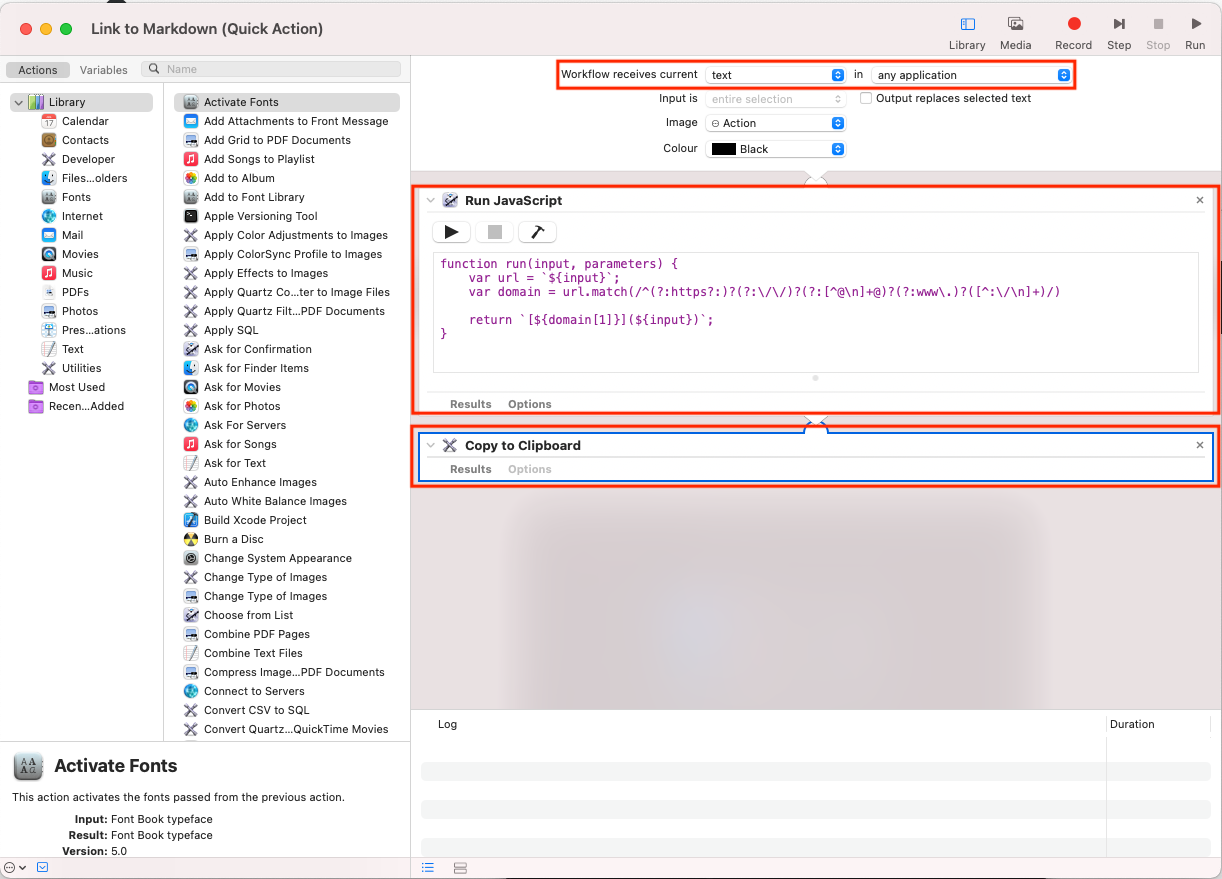 Link to Markdown (Quick Action)
Library Media Record Step Stop Run
Actions Variables Name
Library
Calendar
Contacts
Developer
Files...olders
Fonts
Internet
Mail
Movies
Music
PDFs
Photos
Pres...ations
Text
Utilities
Most Used
Recen...Added
Activate Fonts
Add Attachments to Front Message
Add Grid to PDF Documents
Add Songs to Playlist
Add to Album
Add to Font Library
Apple Versioning Tool
Apply Color Adjustments to Images
Apply ColorSync Profile to Images
Apply Effects to Images
Apply Quartz Co...ter to Image Files
Apply Quartz Filt...PDF Documents
Apply SQL
Ask for Confirmation
Ask for Finder Items
Ask for Movies
Ask for Photos
Ask For Servers
Ask for Songs
Ask for Text
Auto Enhance Images
Auto White Balance Images
Build Xcode Project
Burn a Disc
Change System Appearance
Change Type of Images
Change Type of Images
Choose from List
Combine PDF Pages
Combine Text Files
Compress Image...PDF Documents
Connect to Servers
Convert CSV to SQL
Convert Quartz...QuickTime Movies
Activate Fonts
This action activates the fonts passed from the previous action.
Input: Font Book typeface
Result: Font Book typeface
Version: 5.0
Workflow receives current text in any application
Input is entire selection Output replaces selected text
Image Action
Colour Black
Run JavaScript
function run(input, parameters) {
var url = `${input}`;
var domain = url.match(/^(?:https?:)?(?:\/\/)?(?:[^@\n]+@)?(?:www\.)?([^:\/\n]+)/)
return `[${domain[1]}](${input})`;
}
Results Options
Copy to Clipboard
Results Options
Log Duration